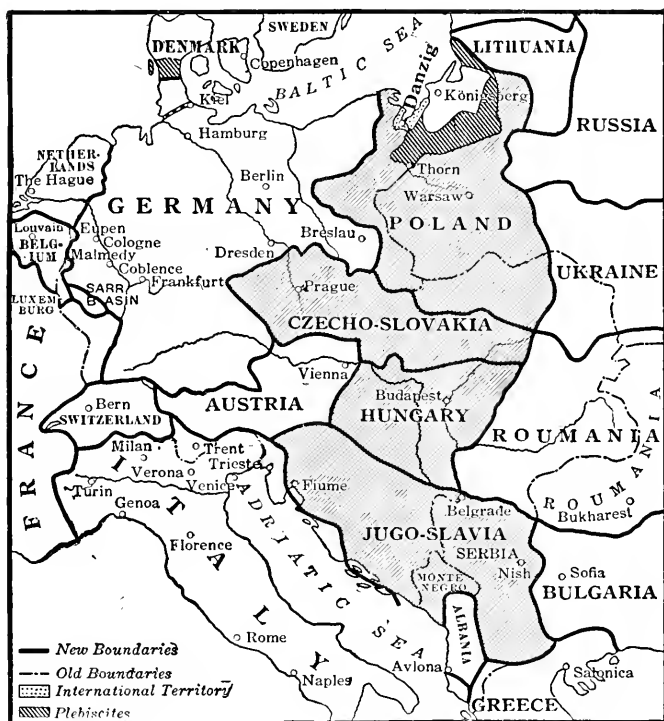 SWEDEN
DENMARK
Copenhagen
BALTIC SEA
LITHUANIA
Danzig
Königsberg
Kiel
Hamburg
RUSSIA
NETHER-
LANDS
The Hague
Berlin
Thorn
Warsaw
GERMANY
POLAND
Louvain
BELG-
IUM
Eupen
Cologne
Malmedy
Coblence
Frankfurt
Dresden
Breslau
UKRAINE
LUXEM
BURG
SARR
BASIN
Prague
CZECHO-SLOVAKIA
FRANCE
Vienna
Budapest
HUNGARY
AUSTRIA
Bern
SWITZERLAND
ROUMANIA
ROUMANIA
Bukharest
Milan
Trent
Trieste
Verona
Venice
Turin
Genoa
Fiume
Belgrade
ITALY
ADRIATIC SEA
JUGO-SLAVIA
SERBIA
Nish
MONTE
NEGRO
Florence
Sofia
BULGARIA
ALBANIA
Rome
Naples
Avlona
Salonica
GREECE
New Boundaries
Old Boundaries
International Territory
Plebiscites